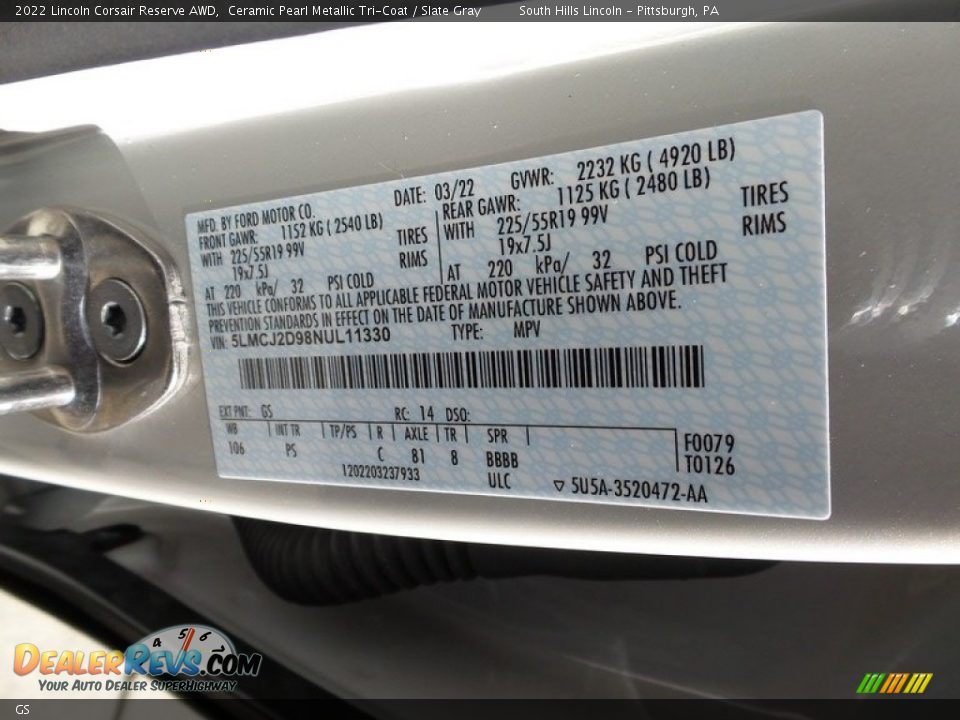 2022 Lincoln Corsair Reserve AWD,  Ceramic Pearl Metallic Tri-Coat / Slate Gray    South Hills Lincoln - Pittsburgh, PA
MFD. BY FORD MOTOR CO.    DATE: 03/22    GVWR: 2232 KG ( 4920 LB)
FRONT GAWR: 1152 KG ( 2540 LB)    REAR GAWR: 1125 KG ( 2480 LB)
WITH 225/55R19 99V TIRES    WITH 225/55R19 99V TIRES
19x7.5J RIMS    19x7.5J RIMS
AT 220 kPa/ 32 PSI COLD    AT 220 kPa/ 32 PSI COLD
THIS VEHICLE CONFORMS TO ALL APPLICABLE FEDERAL MOTOR VEHICLE SAFETY AND THEFT
PREVENTION STANDARDS IN EFFECT ON THE DATE OF MANUFACTURE SHOWN ABOVE.
VIN: 5LMCJ2D98NUL11330    TYPE: MPV
EXT PNT: GS    RC: 14 DSO:
WB INT TR TP/PS R AXLE TR SPR    F0079
106 PS C 81 8 BBBB    T0126
1202203237933    ULC    5U5A-3520472-AA
4 5 6
DEALERREVS.COM
YOUR AUTO DEALER SUPERHIGHWAY
GS